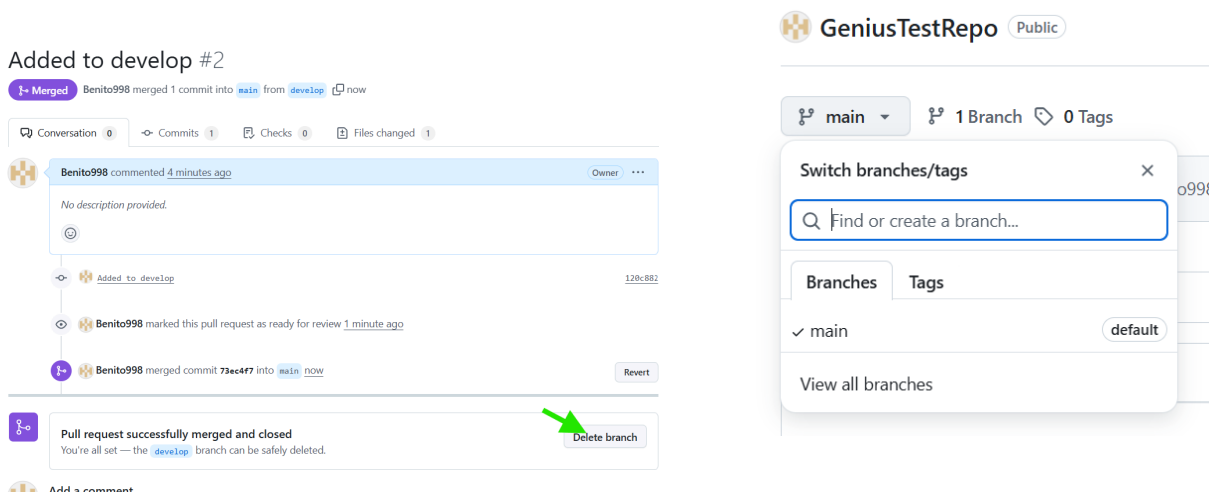 Added to develop #2
Merged Benito998 merged 1 commit into main from develop now
Conversation 0 Commits 1 Checks 0 Files changed 1
Benito998 commented 4 minutes ago Owner ...
No description provided.
Added to develop 120c882
Benito998 marked this pull request as ready for review 1 minute ago
Benito998 merged commit 73ec4f7 into main now Revert
Pull request successfully merged and closed
You're all set — the develop branch can be safely deleted.
Delete branch
Add a comment
GeniusTestRepo Public
main 1 Branch 0 Tags
Switch branches/tags
Find or create a branch...
Branches Tags
main default
View all branches